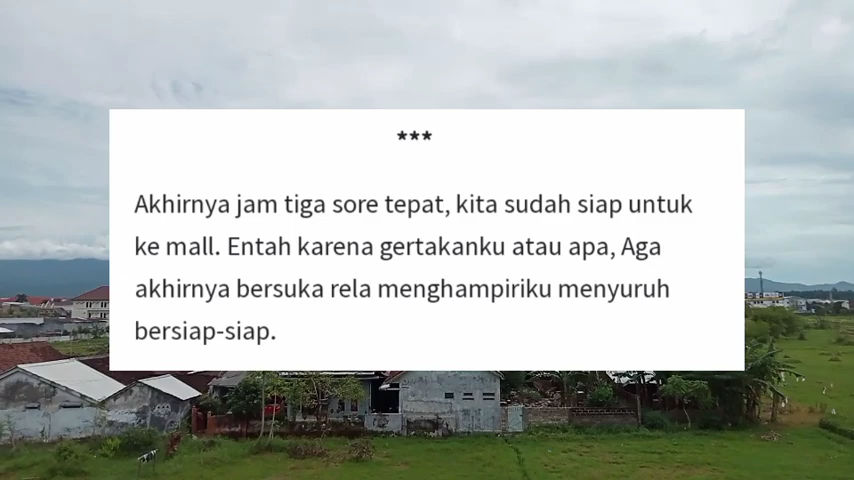 ***
Akhirnya jam tiga sore tepat, kita sudah siap untuk
ke mall. Entah karena gertakanku atau apa, Aga
akhirnya bersuka rela menghampiriku menyuruh
bersiap-siap.